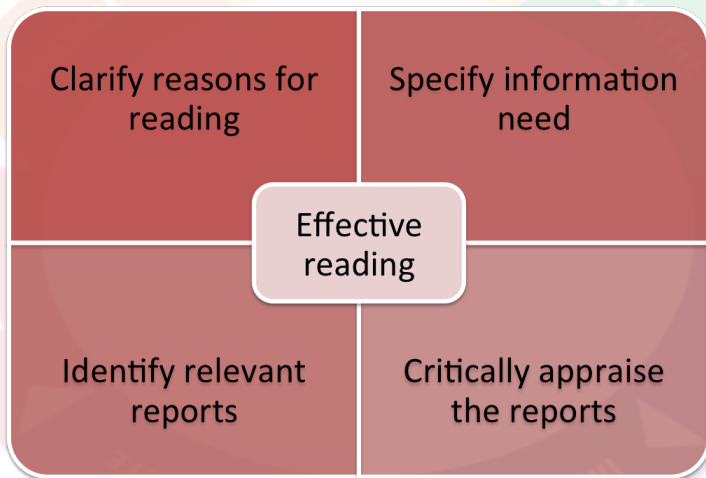 Clarify reasons for
reading
Specify information
need
Effective
reading
Identify relevant
reports
Critically appraise
the reports